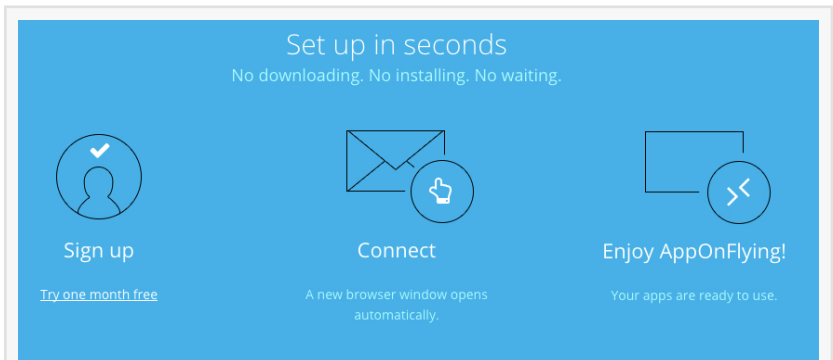 Set up in seconds
No downloading. No installing. No waiting.
Sign up
Try one month free
Connect
A new browser window opens
automatically.
Enjoy AppOnFlying!
Your apps are ready to use.